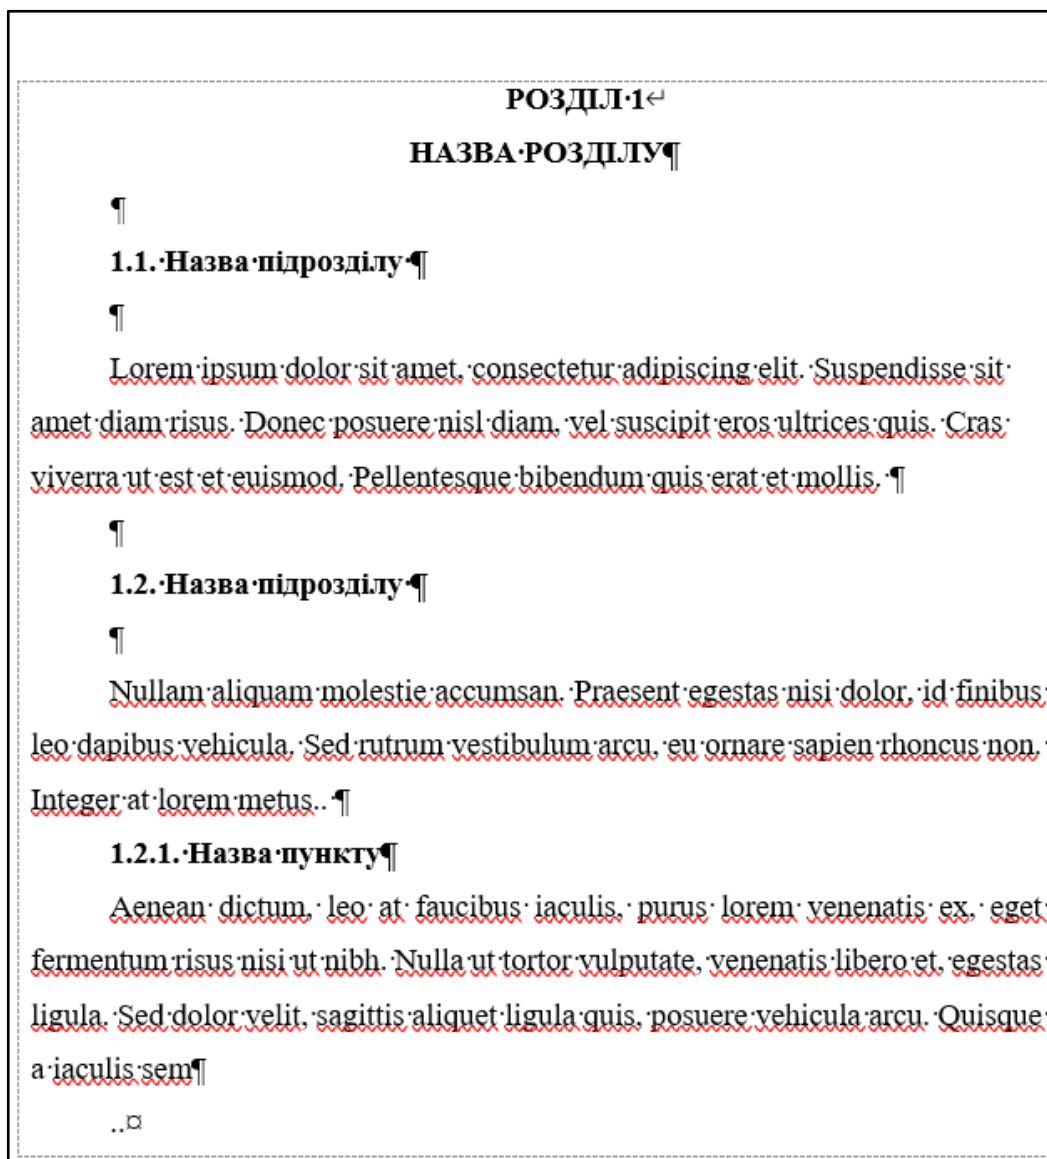 РОЗДІЛ 1
НАЗВА РОЗДІЛУ
1.1. Назва підрозділу
Lorem ipsum dolor sit amet, consectetur adipiscing elit. Suspendisse sit
amet diam risus. Donec posuere nisl diam, vel suscipit eros ultrices quis. Cras
viverra ut est et euismod. Pellentesque bibendum quis erat et mollis.
1.2. Назва підрозділу
Nullam aliquam molestie accumsan. Praesent egestas nisi dolor, id finibus
leo dapibus vehicula. Sed rutrum vestibulum arcu, eu ornare sapien rhoncus non.
Integer at lorem metus..
1.2.1. Назва пункту
Aenean dictum, leo at faucibus iaculis, purus lorem venenatis ex, eget
fermentum risus nisi ut nibh. Nulla ut tortor vulputate, venenatis libero et, egestas
ligula. Sed dolor velit, sagittis aliquet ligula quis, posuere vehicula arcu. Quisque
a iaculis sem
..